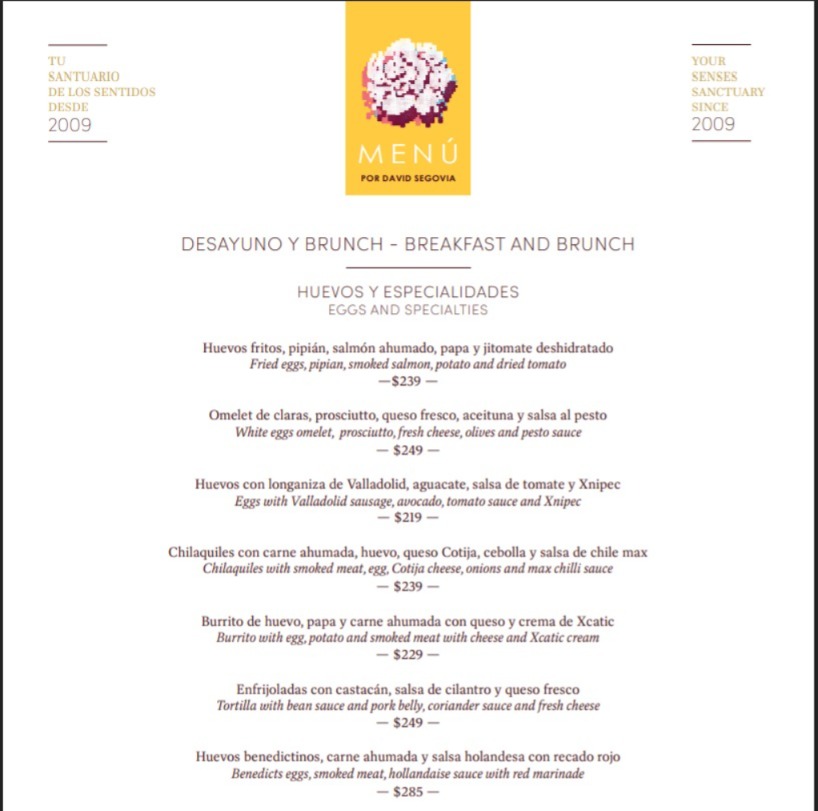 TU
SANTUARIO
DE LOS SENTIDOS
DESDE
2009
MENÚ
POR DAVID SEGOVIA
YOUR
SENSES
SANCTUARY
SINCE
2009
DESAYUNO Y BRUNCH - BREAKFAST AND BRUNCH
HUEVOS Y ESPECIALIDADES
EGGS AND SPECIALTIES
Huevos fritos, pipián, salmón ahumado, papa y jitomate deshidratado
Fried eggs, pipian, smoked salmon, potato and dried tomato
—$239 —
Omelet de claras, prosciutto, queso fresco, aceituna y salsa al pesto
White eggs omelet, prosciutto, fresh cheese, olives and pesto sauce
— $249 —
Huevos con longaniza de Valladolid, aguacate, salsa de tomate y Xnipec
Eggs with Valladolid sausage, avocado, tomato sauce and Xnipec
— $219 —
Chilaquiles con carne ahumada, huevo, queso Cotija, cebolla y salsa de chile max
Chilaquiles with smoked meat, egg, Cotija cheese, onions and max chilli sauce
— $239 —
Burrito de huevo, papa y carne ahumada con queso y crema de Xcatic
Burrito with egg, potato and smoked meat with cheese and Xcatic cream
— $229 —
Enfrijoladas con castacán, salsa de cilantro y queso fresco
Tortilla with bean sauce and pork belly, coriander sauce and fresh cheese
— $249 —
Huevos benedictinos, carne ahumada y salsa holandesa con recado rojo
Benedicts eggs, smoked meat, hollandaise sauce with red marinade
— $285 —